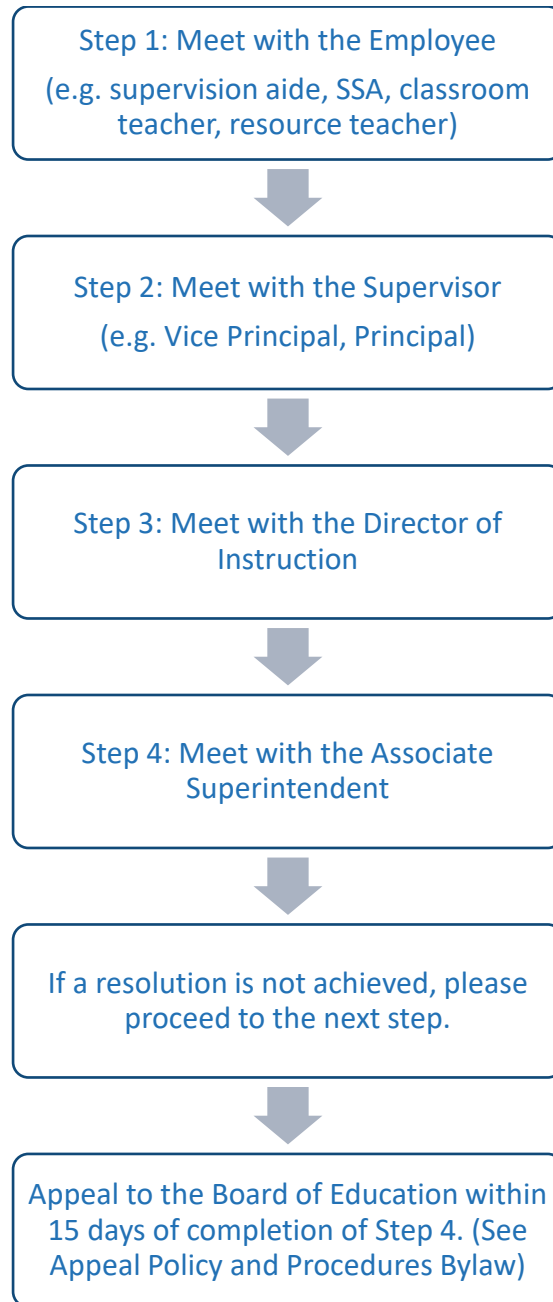 Step 1: Meet with the Employee
(e.g. supervision aide, SSA, classroom
teacher, resource teacher)
Step 2: Meet with the Supervisor
(e.g. Vice Principal, Principal)
Step 3: Meet with the Director of
Instruction
Step 4: Meet with the Associate
Superintendent
If a resolution is not achieved, please
proceed to the next step.
Appeal to the Board of Education within
15 days of completion of Step 4. (See
Appeal Policy and Procedures Bylaw)